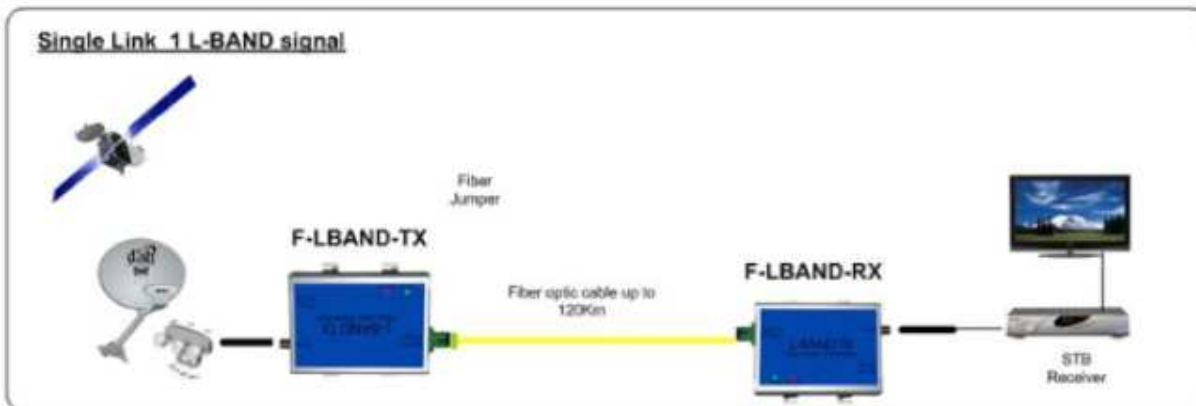 Single Link 1 L-BAND signal
Fiber
Jumper
F-LBAND-TX
F-LBAND-RX
Fiber optic cable up to
120Km
dish
STB
Receiver